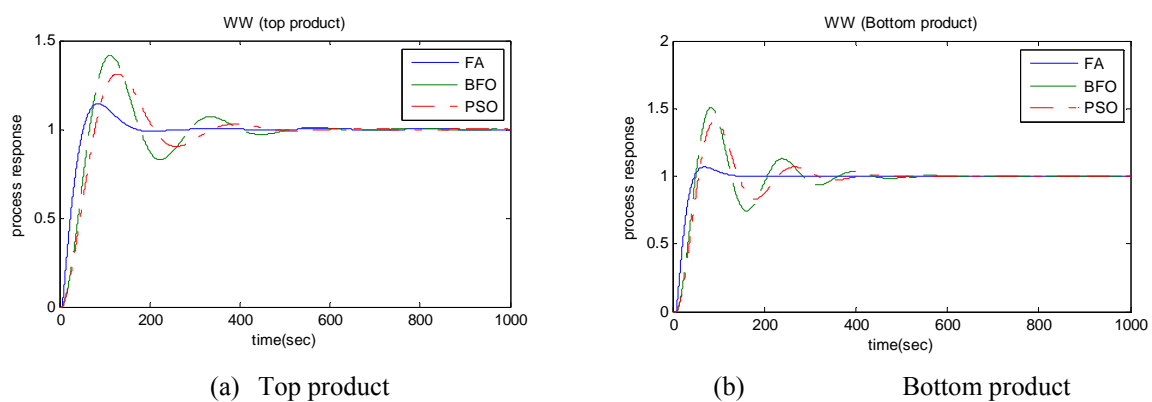 WW (top product)
1.5
1
0.5
0
process response
FA
BFO
PSO
0 200 400 600 800 1000
time(sec)
(a) Top product
WW (Bottom product)
2
1.5
1
0.5
0
process response
FA
BFO
PSO
0 200 400 600 800 1000
time(sec)
(b) Bottom product